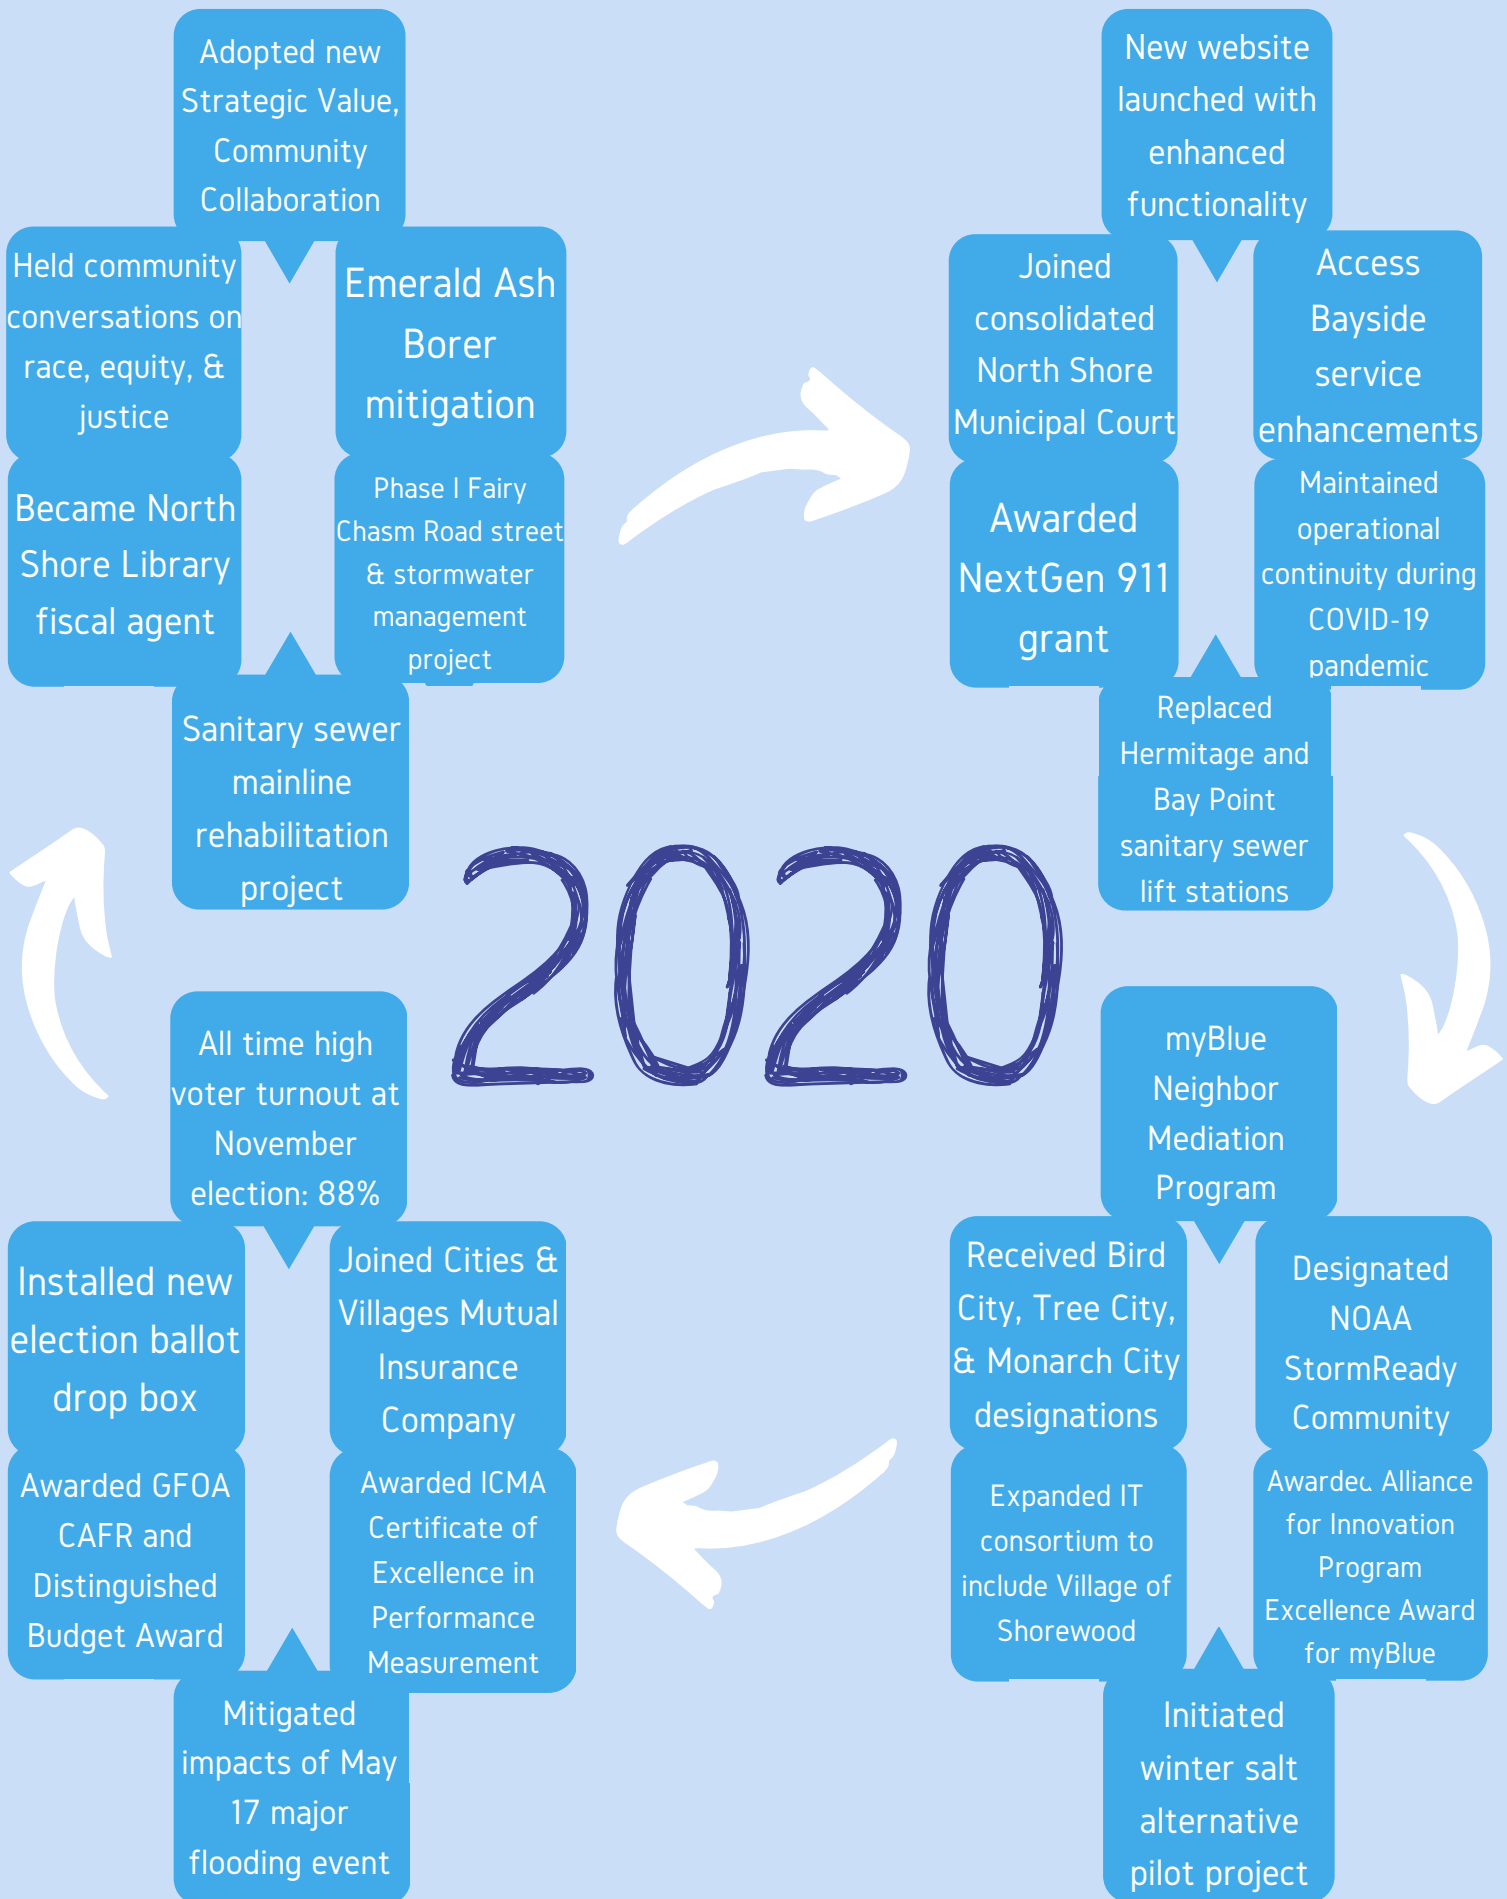 Adopted new
Strategic Value,
Community
Collaboration
Held community
conversations on
race, equity, &
justice
Emerald Ash
Borer
mitigation
Became North
Shore Library
fiscal agent
Phase I Fairy
Chasm Road street
& stormwater
management
project
Sanitary sewer
mainline
rehabilitation
project
New website
launched with
enhanced
functionality
Joined
consolidated
North Shore
Municipal Court
Access
Bayside
service
enhancements
Awarded
NextGen 911
grant
Maintained
operational
continuity during
COVID-19
pandemic
Replaced
Hermitage and
Bay Point
sanitary sewer
lift stations
2020
All time high
voter turnout at
November
election: 88%
Installed new
election ballot
drop box
Joined Cities &
Villages Mutual
Insurance
Company
Awarded GFOA
CAFR and
Distinguished
Budget Award
Awarded ICMA
Certificate of
Excellence in
Performance
Measurement
Mitigated
impacts of May
17 major
flooding event
myBlue
Neighbor
Mediation
Program
Received Bird
City, Tree City,
& Monarch City
designations
Designated
NOAA
StormReady
Community
Expanded IT
consortium to
include Village of
Shorewood
Awarded Alliance
for Innovation
Program
Excellence Award
for myBlue
Initiated
winter salt
alternative
pilot project